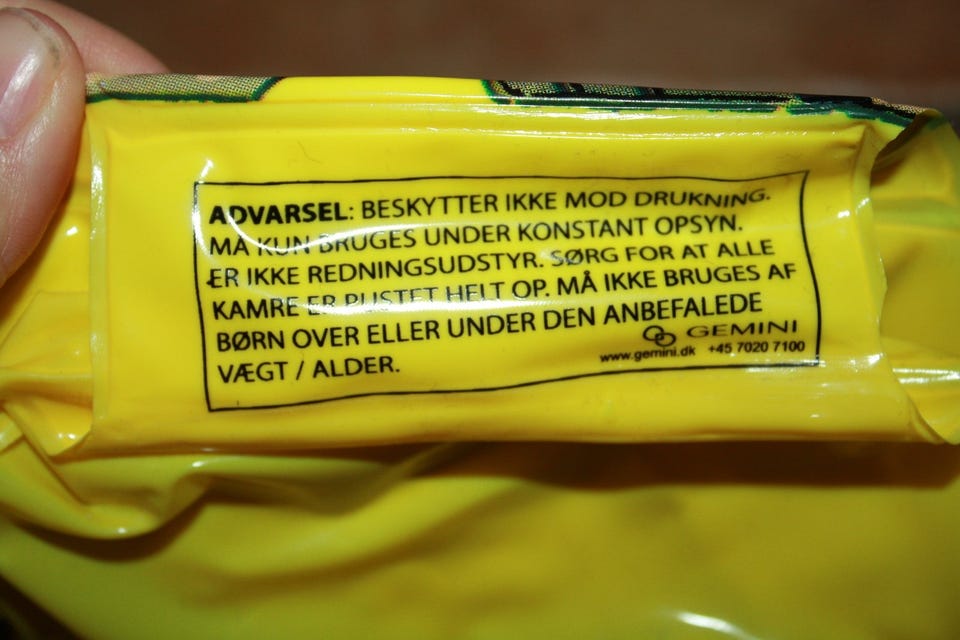 ADVARSEL: BESKYTTER IKKE MOD DRUKNING.
MÅ KUN BRUGES UNDER KONSTANT OPSYN.
ER IKKE REDNINGSUDSTYR. SØRG FOR AT ALLE
KAMRE ER PUSTET HELT OP. MÅ IKKE BRUGES AF
BØRN OVER ELLER UNDER DEN ANBEFALEDE
VÆGT / ALDER.
GEMINI
www.gemini.dk +45 7020 7100